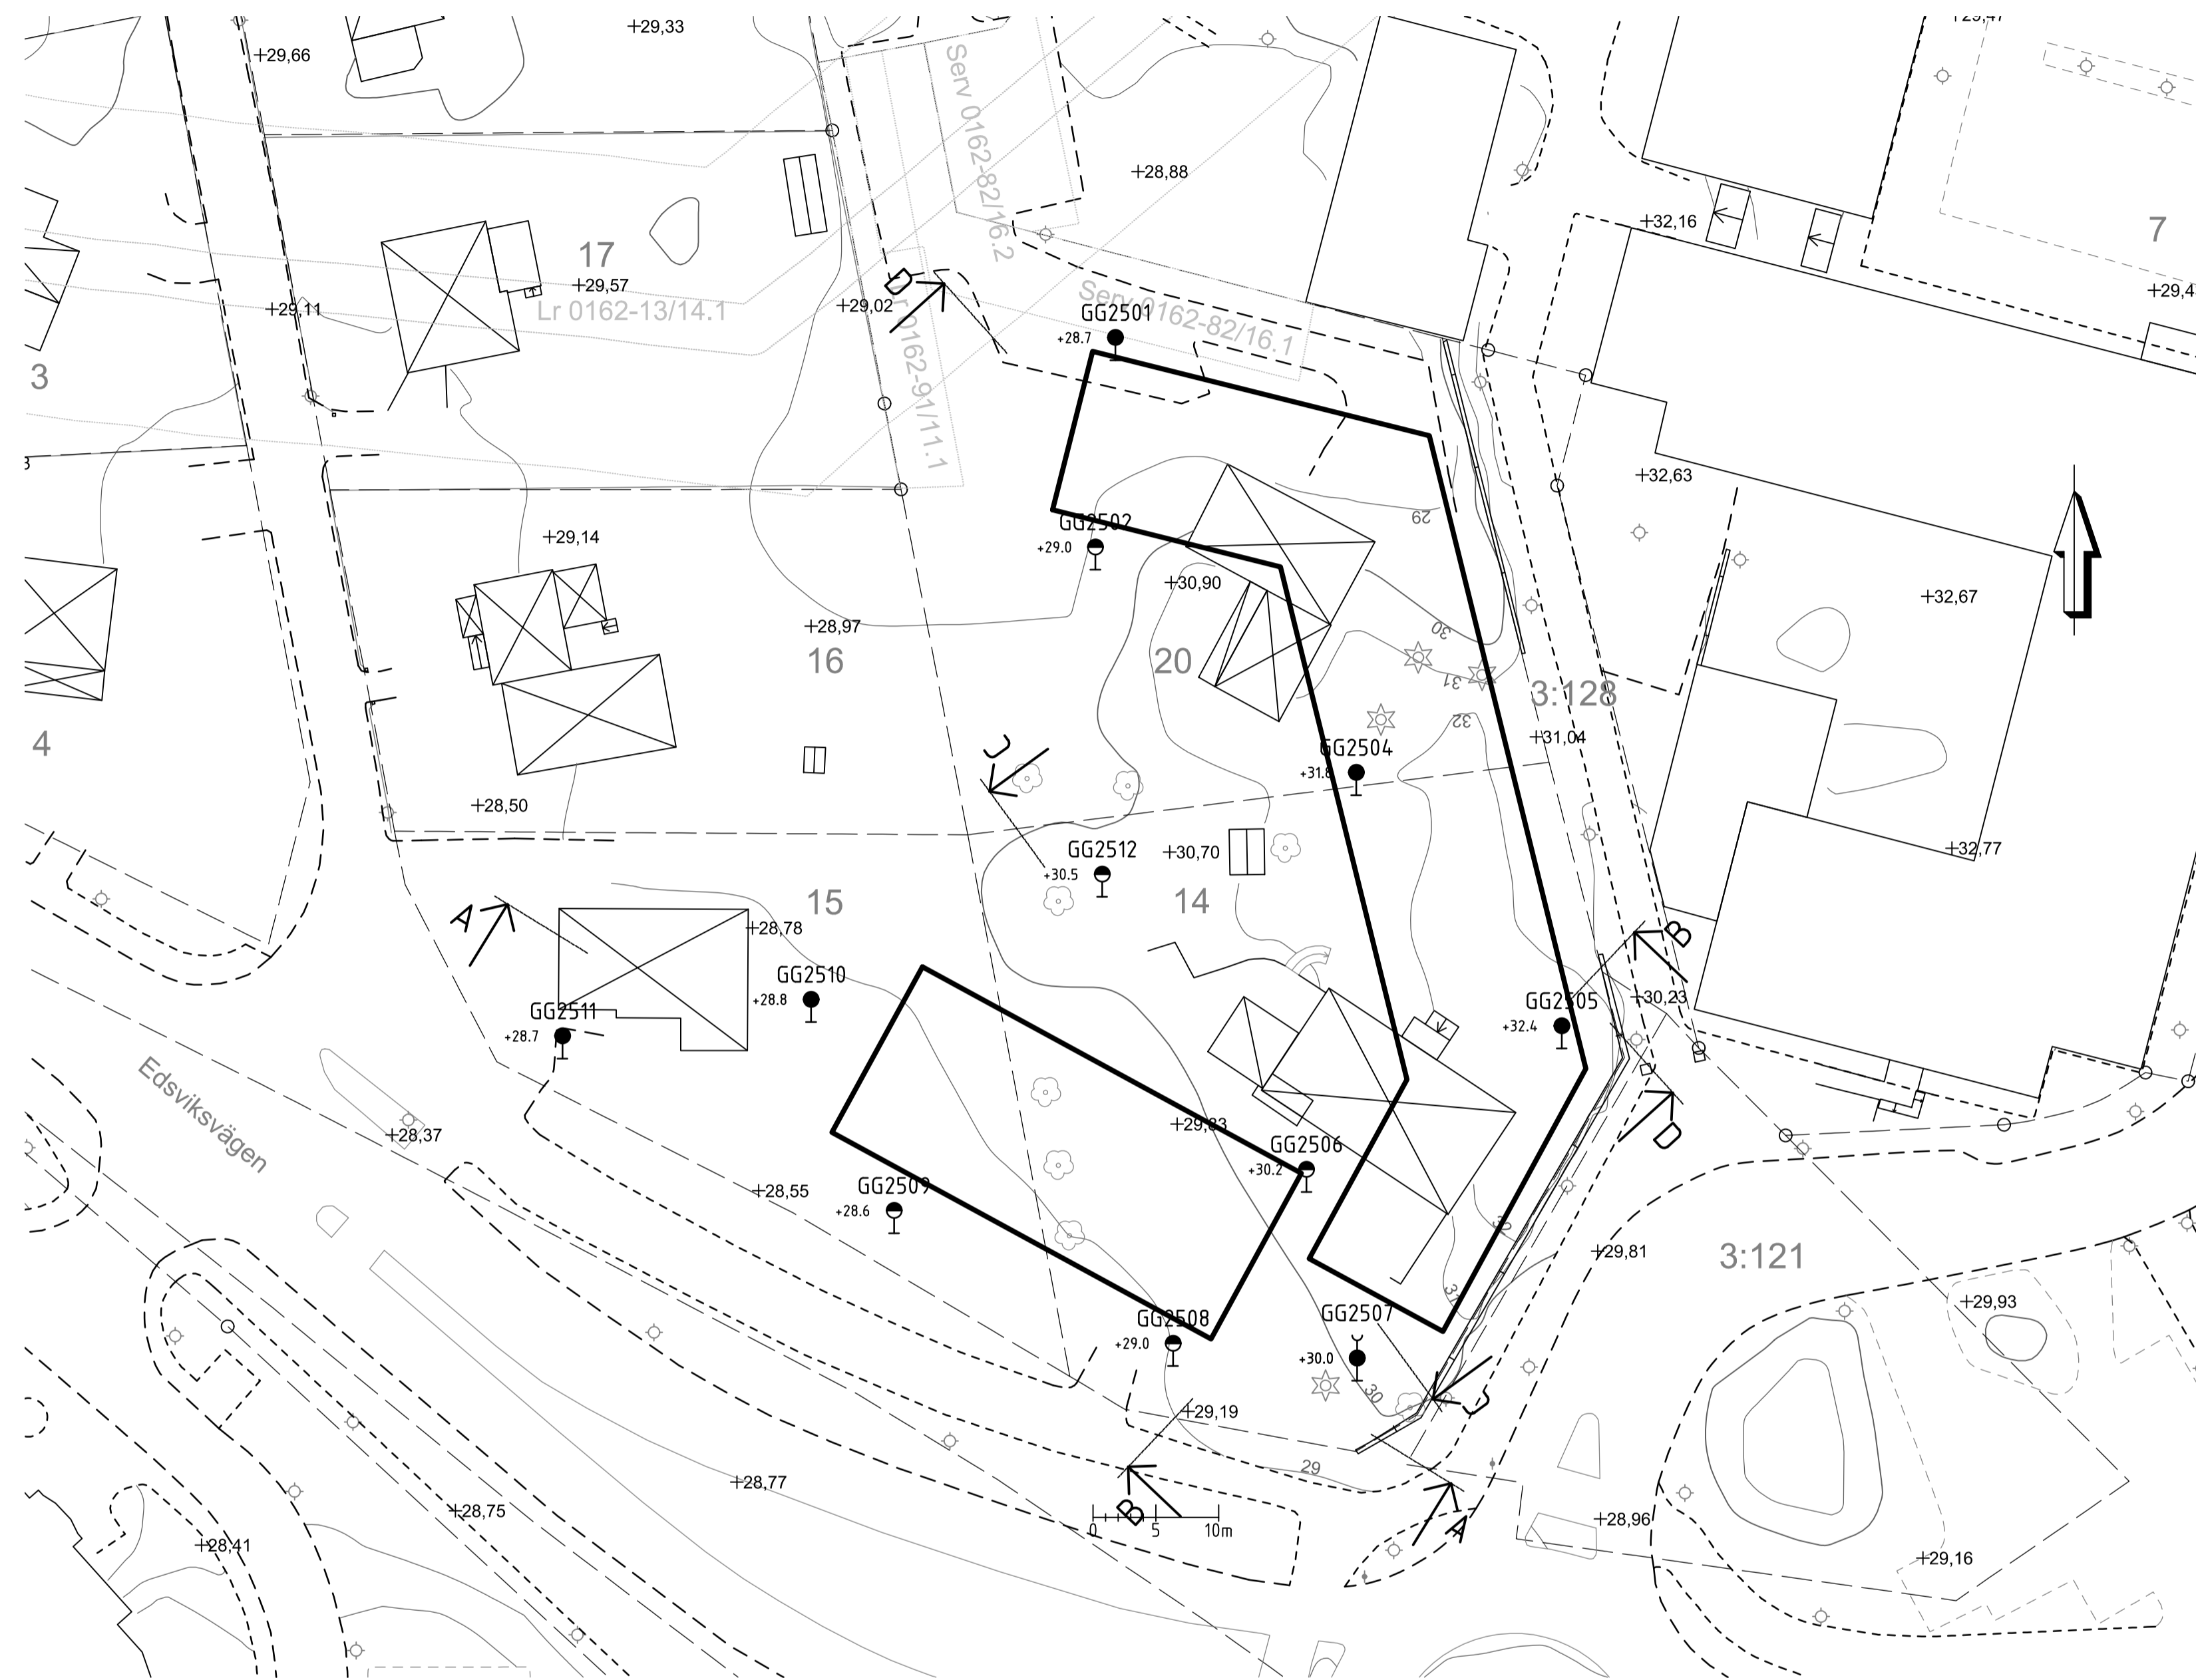 +29,33
+29,66
Serv 0162-82/16.2
+28,88
+32,16
7
17
+29,57
+29,11
Lr 0162-13/14.1
+29,02
D
Serv 0162-82/16.1
GG2501
+28.7
3
0162-91/11.1
+32,63
29
GG2502
+29.0
+29,14
+30,90
+32,67
+28,97
30
16
20
31
3:128
32
+31,04
4
C
GG2504
+31.8
+28,50
GG2512
+30.5
+30,70
+32,77
15
14
A
+28,78
B
GG2510
+28.8
GG2505
+32.4
+30,23
GG2511
+28.7
Edsviksvägen
+28,37
+29,83
D
GG2506
+30.2
GG2509
+28.6
+28,55
+29,81
3:121
+29,93
GG2507
+30.0
GG2508
+29.0
30
C
+29,19
29
+28,77
+28,75
B
0 5 10m
A
+28,96
+28,41
+29,16